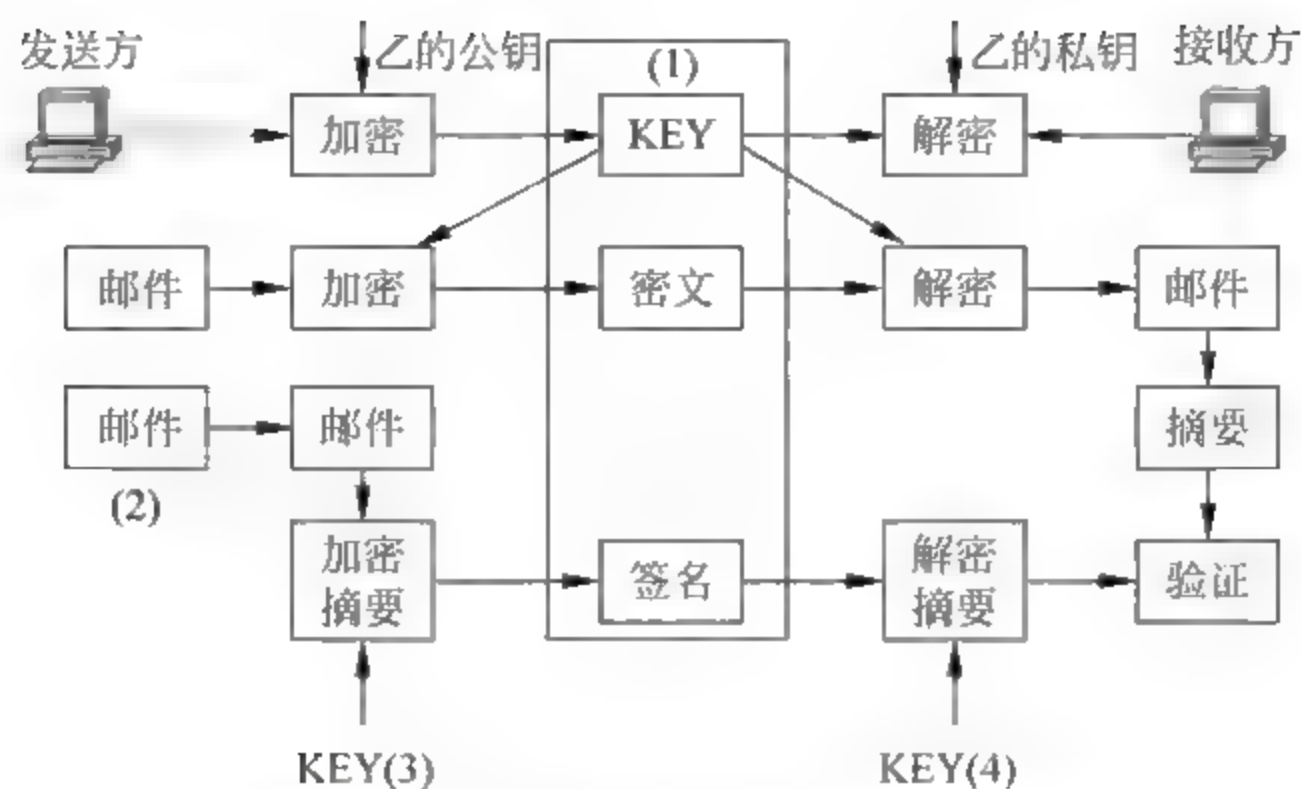 发送方
乙的公钥
(1)
乙的私钥
接收方
加密
KEY
解密
邮件
加密
密文
解密
邮件
邮件
邮件
摘要
(2)
加密
摘要
签名
解密
摘要
验证
KEY(3)
KEY(4)